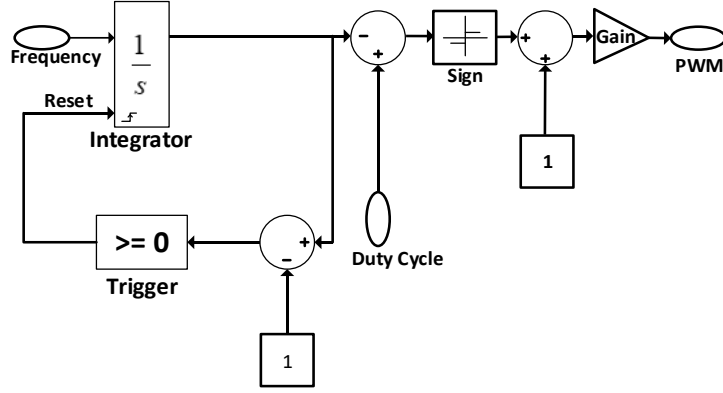 Frequency
1
s
Reset
Integrator
−
+
Sign
+
+
Gain
PWM
1
>= 0
Trigger
+
−
Duty Cycle
1